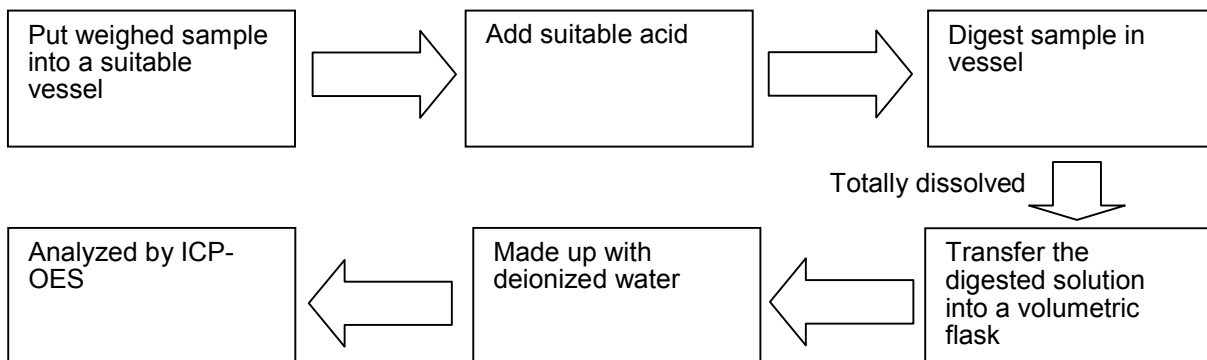 Put weighed sample
into a suitable
vessel
Add suitable acid
Digest sample in
vessel
Totally dissolved
Transfer the
digested solution
into a volumetric
flask
Made up with
deionized water
Analyzed by ICP-
OES